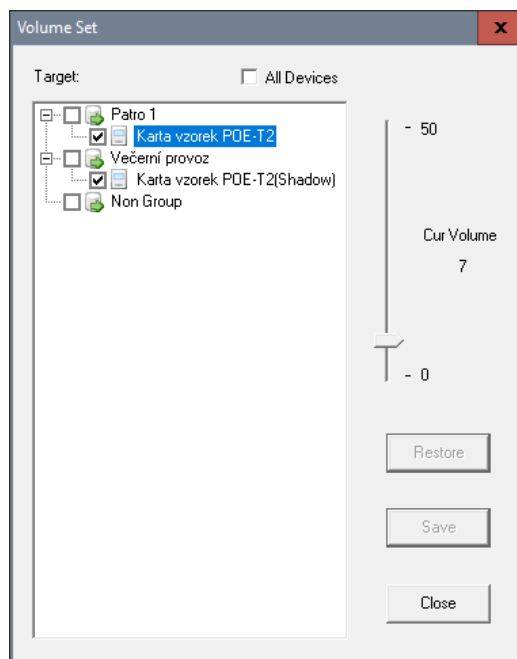 Volume Set
x
Target:
All Devices
Patro 1
Karta vzorek POE-T2
Večerní provoz
Karta vzorek POE-T2(Shadow)
Non Group
- 50
Cur Volume
7
- 0
Restore
Save
Close